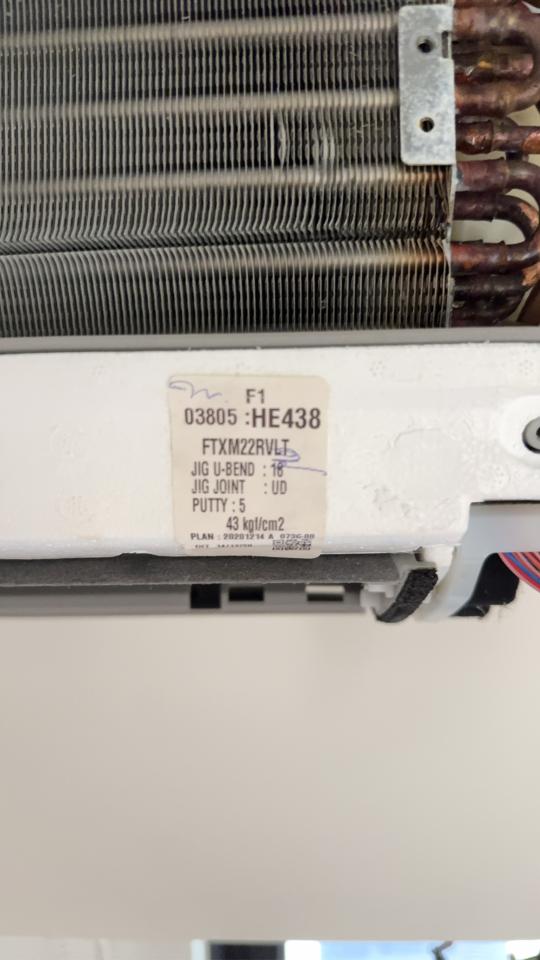 F1
03805 :HE438
FTXM22RVLT
JIG U-BEND : 18
JIG JOINT : UD
PUTTY : 5
43 kgf/cm2
PLAN : 20201214 A